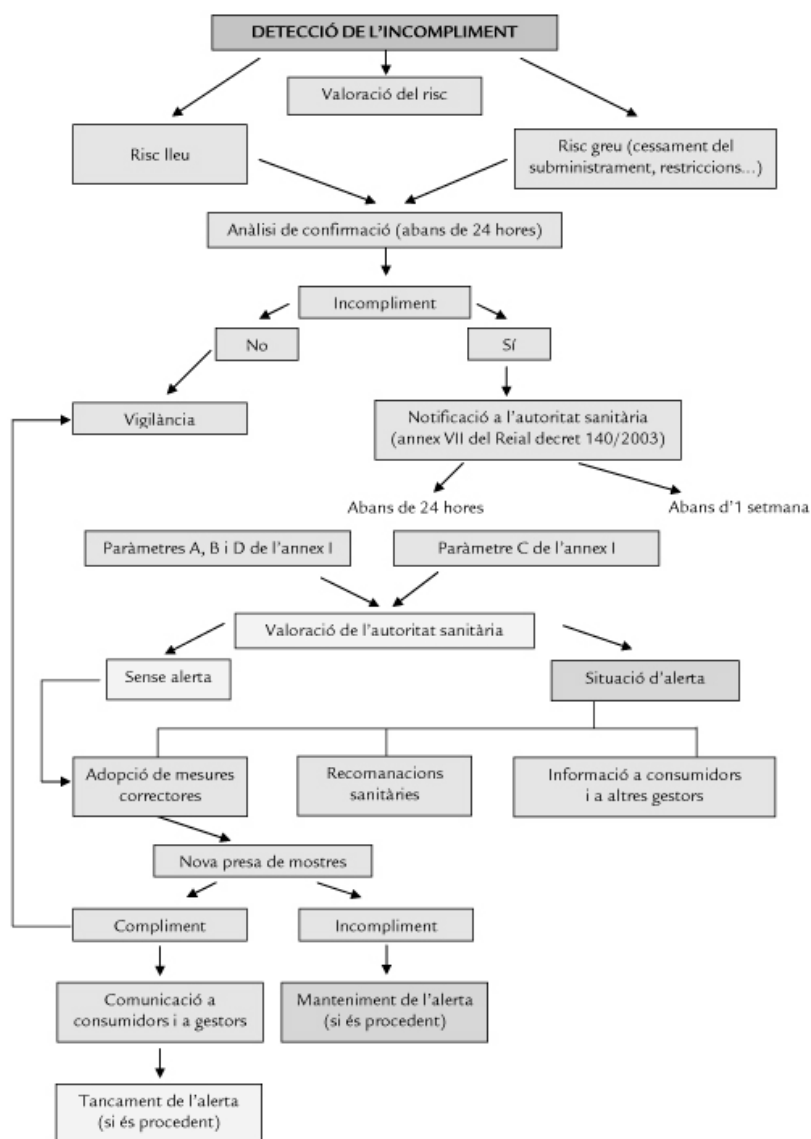 DETECCIÓ DE L'INCOMPLIMENT
Valoració del risc
Risc lleu
Risc greu (cessament del
subministrament, restriccions...)
Anàlisi de confirmació (abans de 24 hores)
Incompliment
No
Sí
Vigilància
Notificació a l'autoritat sanitària
(annex VII del Reial decret 140/2003)
Abans de 24 hores
Abans d'1 setmana
Paràmetres A, B i D de l'annex I
Paràmetre C de l'annex I
Valoració de l'autoritat sanitària
Sense alerta
Situació d'alerta
Adopció de mesures
correctores
Recomanacions
sanitàries
Informació a consumidors
i a altres gestors
Nova presa de mostres
Compliment
Incompliment
Comunicació a
consumidors i a gestors
Manteniment de l'alerta
(si és procedent)
Tancament de l'alerta
(si és procedent)